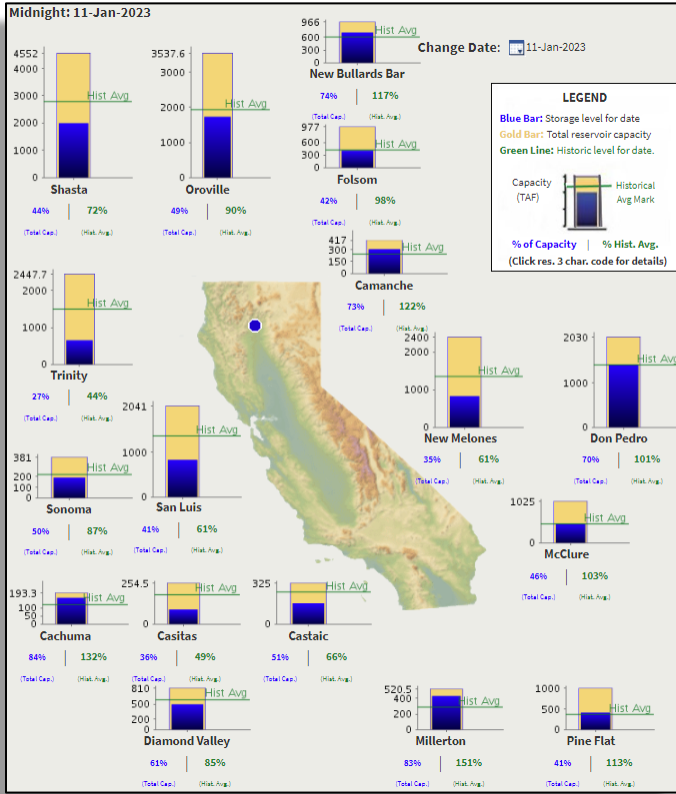 Midnight: 11-Jan-2023
Change Date: 11-Jan-2023
4552
4000
3000
2000
1000
0
Hist Avg
Shasta
44% | 72%
(Total Cap.) (Hist. Avg.)
3537.6
3000
2000
1000
0
Hist Avg
Oroville
49% | 90%
(Total Cap.) (Hist. Avg.)
966
600
300
0
Hist Avg
New Bullards Bar
74% | 117%
(Total Cap.) (Hist. Avg.)
977
600
300
0
Hist Avg
Folsom
42% | 98%
(Total Cap.) (Hist. Avg.)
417
300
150
0
Hist Avg
Camanche
73% | 122%
(Total Cap.) (Hist. Avg.)
LEGEND
Blue Bar: Storage level for date
Gold Bar: Total reservoir capacity
Green Line: Historic level for date.
Capacity
(TAF)
Historical
Avg Mark
% of Capacity | % Hist. Avg.
(Click res. 3 char. code for details)
2447.7
2000
1000
0
Hist Avg
Trinity
27% | 44%
(Total Cap.) (Hist. Avg.)
2400
2000
1000
0
Hist Avg
New Melones
35% | 61%
(Total Cap.) (Hist. Avg.)
2030
1000
0
Hist Avg
Don Pedro
70% | 101%
(Total Cap.) (Hist. Avg.)
381
200
100
0
Hist Avg
Sonoma
50% | 87%
(Total Cap.) (Hist. Avg.)
2041
1000
0
Hist Avg
San Luis
41% | 61%
(Total Cap.) (Hist. Avg.)
1025
0
Hist Avg
McClure
46% | 103%
(Total Cap.) (Hist. Avg.)
193.3
100
50
0
Hist Avg
Cachuma
84% | 132%
(Total Cap.) (Hist. Avg.)
254.5
0
Hist Avg
Casitas
36% | 49%
(Total Cap.) (Hist. Avg.)
325
0
Hist Avg
Castaic
51% | 66%
(Total Cap.) (Hist. Avg.)
810
500
200
0
Hist Avg
Diamond Valley
61% | 85%
(Total Cap.) (Hist. Avg.)
520.5
400
200
0
Hist Avg
Millerton
83% | 151%
(Total Cap.) (Hist. Avg.)
1000
500
0
Hist Avg
Pine Flat
41% | 113%
(Total Cap.) (Hist. Avg.)